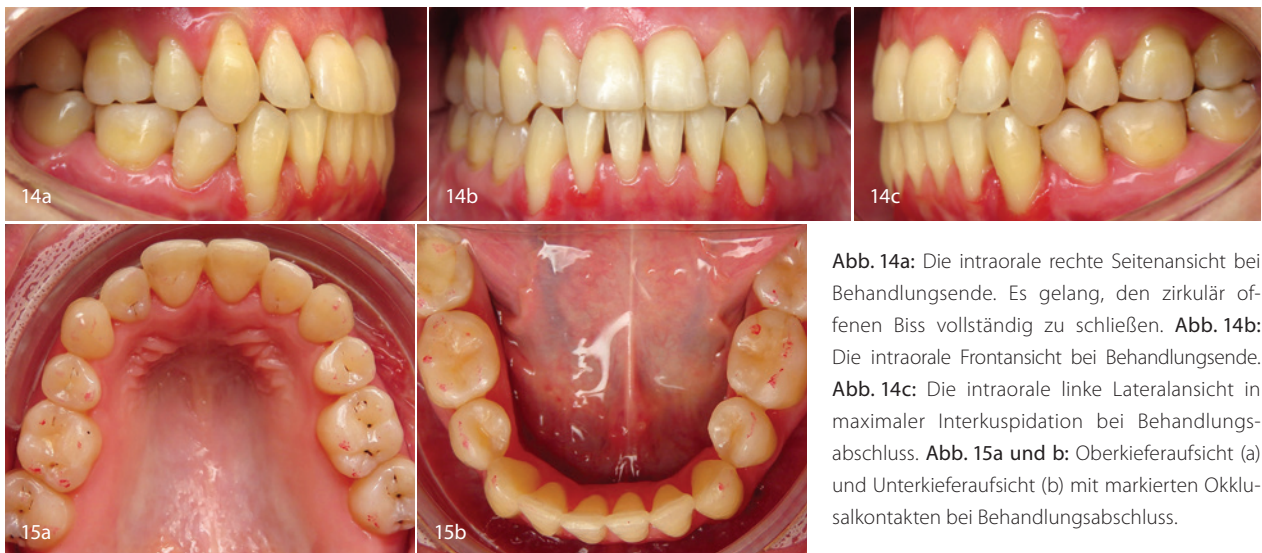 14a
14b
14c
15a
15b
Abb. 14a: Die intraorale rechte Seitenansicht bei
Behandlungsende. Es gelang, den zirkulär of-
fenen Biss vollständig zu schließen. Abb. 14b:
Die intraorale Frontansicht bei Behandlungsende.
Abb. 14c: Die intraorale linke Lateralansicht in
maximaler Interkuspidation bei Behandlungs-
abschluss. Abb. 15a und b: Oberkieferaufsicht (a)
und Unterkieferaufsicht (b) mit markierten Okklu-
salkontakten bei Behandlungsabschluss.